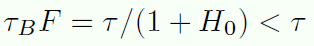 τ_B F = τ/(1 + H_0) < τ